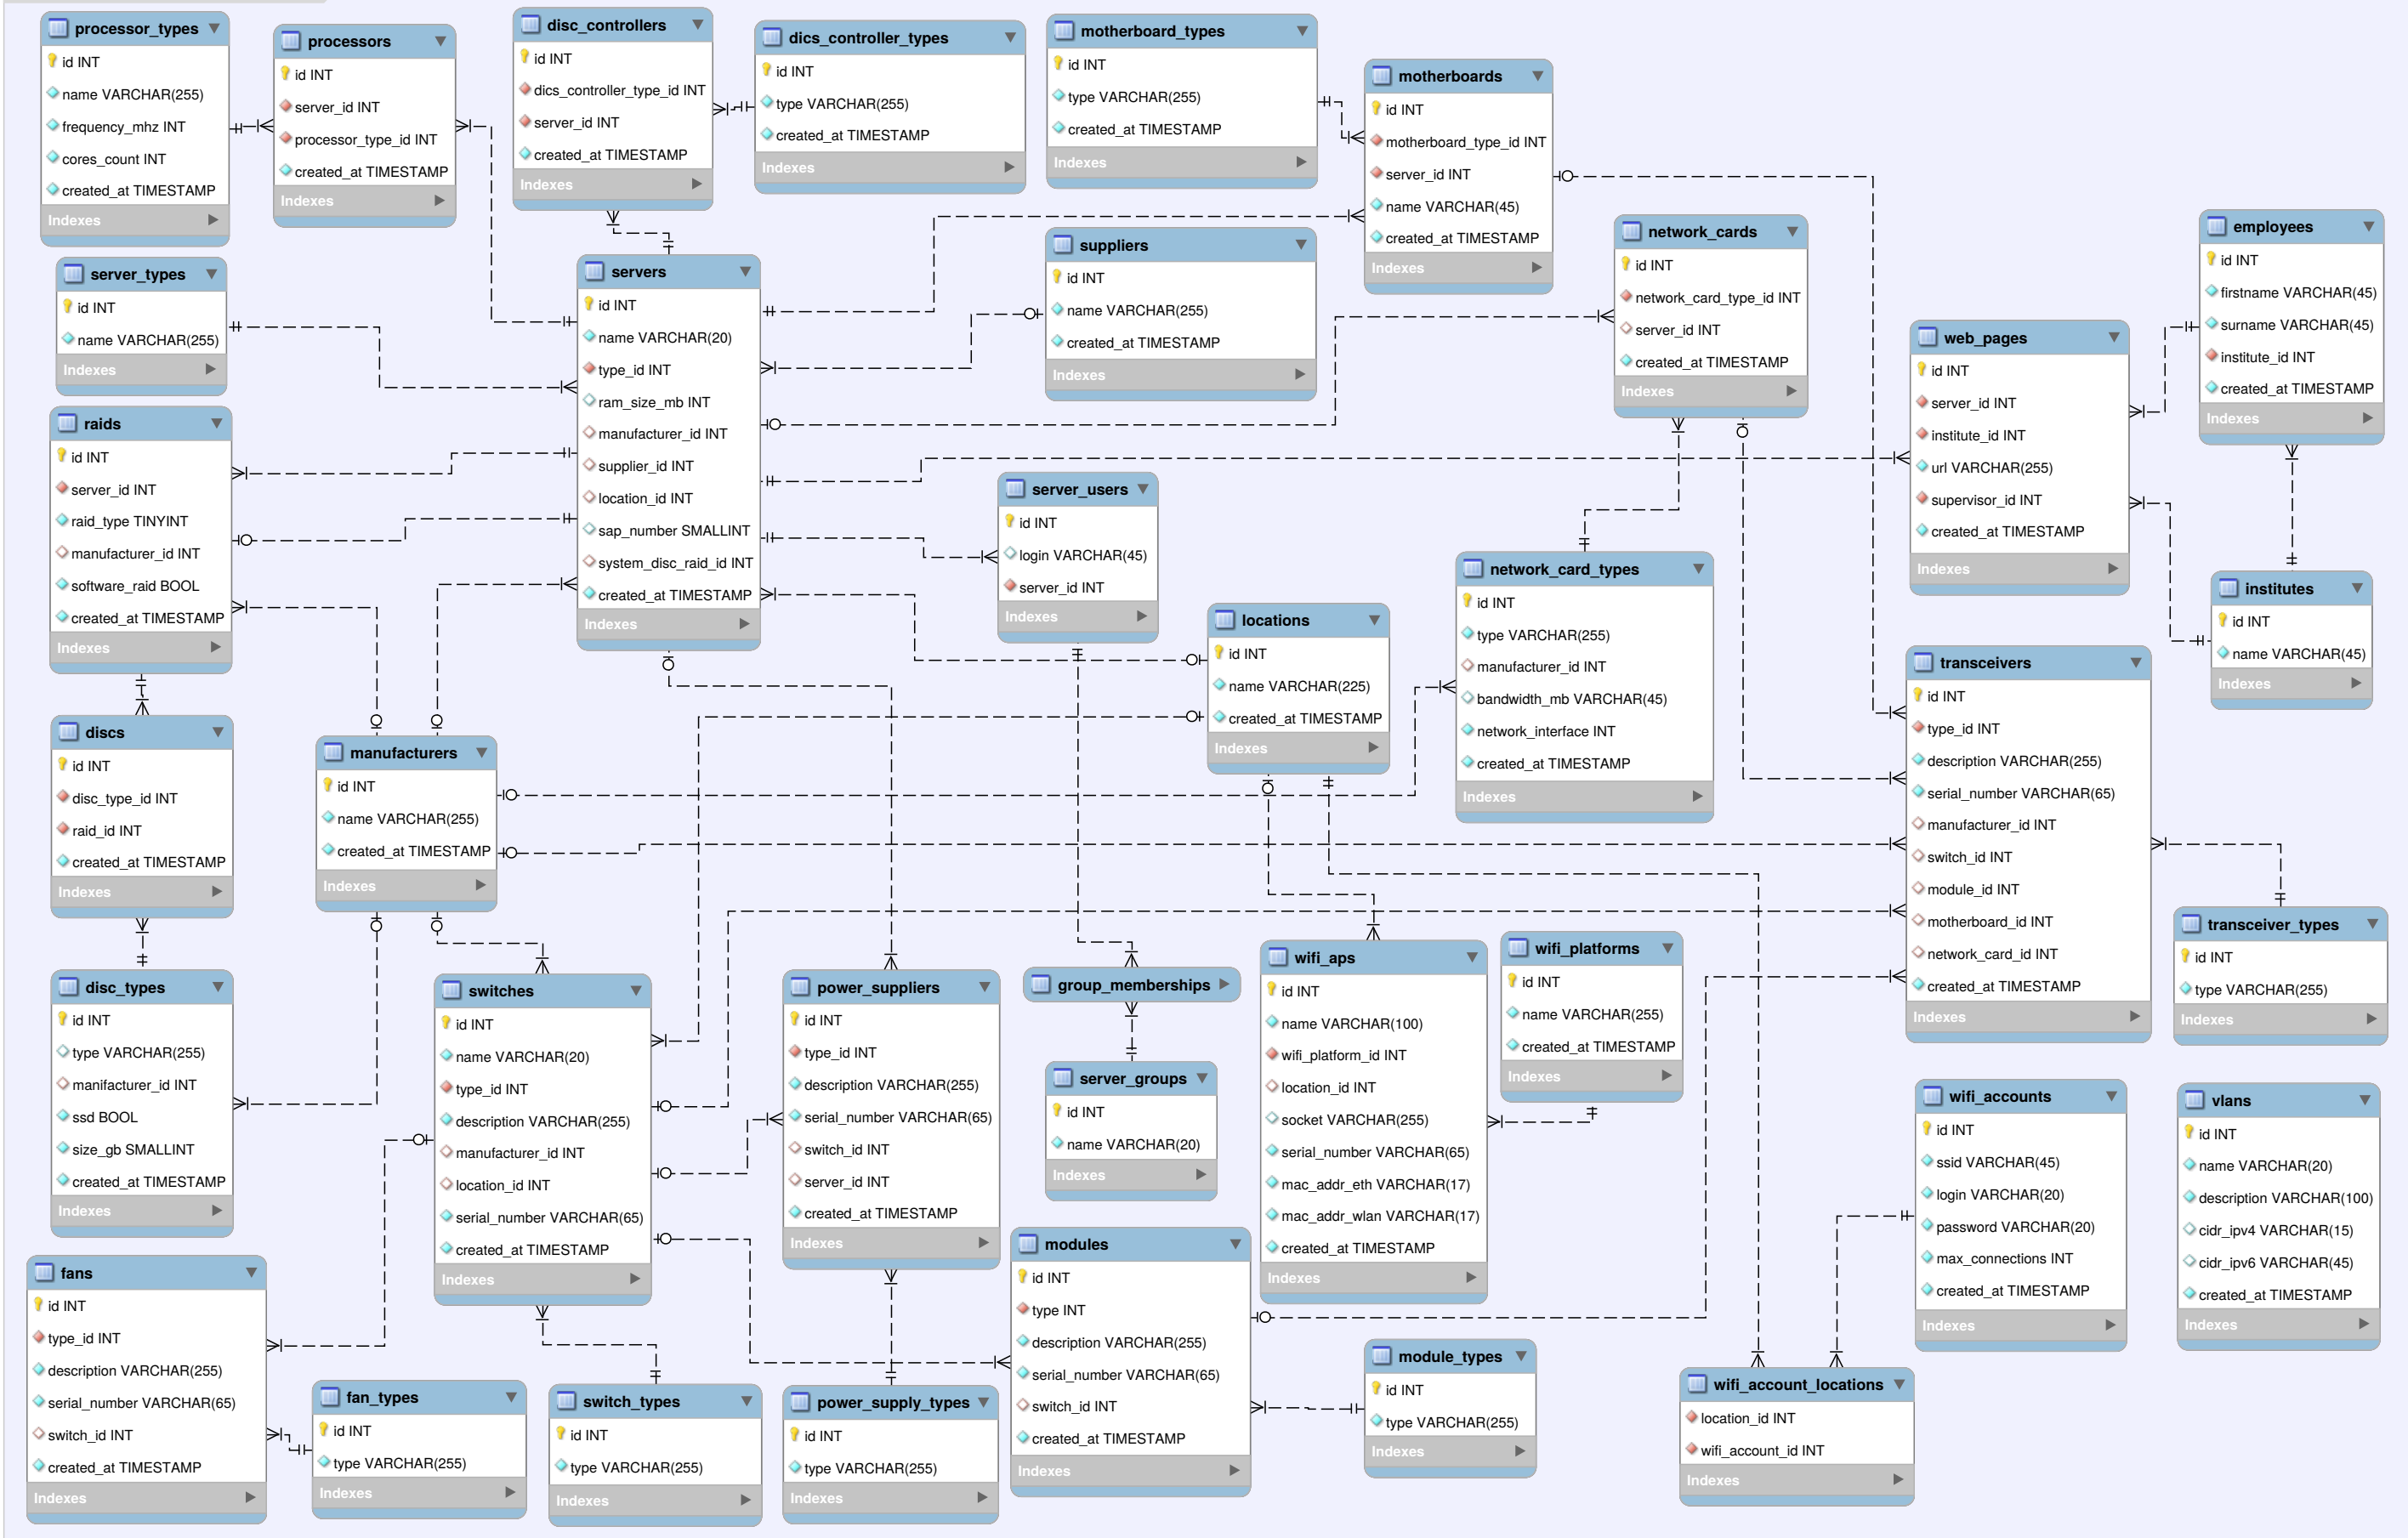 processor_types
id INT
name VARCHAR(255)
frequency_mhz INT
cores_count INT
created_at TIMESTAMP
Indexes
processors
id INT
server_id INT
processor_type_id INT
created_at TIMESTAMP
Indexes
disc_controllers
id INT
dics_controller_type_id INT
server_id INT
created_at TIMESTAMP
Indexes
dics_controller_types
id INT
type VARCHAR(255)
created_at TIMESTAMP
Indexes
motherboard_types
id INT
type VARCHAR(255)
created_at TIMESTAMP
Indexes
motherboards
id INT
motherboard_type_id INT
server_id INT
name VARCHAR(45)
created_at TIMESTAMP
Indexes
server_types
id INT
name VARCHAR(255)
Indexes
servers
id INT
name VARCHAR(20)
type_id INT
ram_size_mb INT
manufacturer_id INT
supplier_id INT
location_id INT
sap_number SMALLINT
system_disc_raid_id INT
created_at TIMESTAMP
Indexes
suppliers
id INT
name VARCHAR(255)
created_at TIMESTAMP
Indexes
network_cards
id INT
network_card_type_id INT
server_id INT
created_at TIMESTAMP
Indexes
employees
id INT
firstname VARCHAR(45)
surname VARCHAR(45)
institute_id INT
created_at TIMESTAMP
Indexes
web_pages
id INT
server_id INT
institute_id INT
url VARCHAR(255)
supervisor_id INT
created_at TIMESTAMP
Indexes
raids
id INT
server_id INT
raid_type TINYINT
manufacturer_id INT
software_raid BOOL
created_at TIMESTAMP
Indexes
server_users
id INT
login VARCHAR(45)
server_id INT
Indexes
locations
id INT
name VARCHAR(225)
created_at TIMESTAMP
Indexes
network_card_types
id INT
type VARCHAR(255)
manufacturer_id INT
bandwidth_mb VARCHAR(45)
network_interface INT
created_at TIMESTAMP
Indexes
institutes
id INT
name VARCHAR(45)
Indexes
transceivers
id INT
type_id INT
description VARCHAR(255)
serial_number VARCHAR(65)
manufacturer_id INT
switch_id INT
module_id INT
motherboard_id INT
network_card_id INT
created_at TIMESTAMP
Indexes
discs
id INT
disc_type_id INT
raid_id INT
created_at TIMESTAMP
Indexes
manufacturers
id INT
name VARCHAR(255)
created_at TIMESTAMP
Indexes
transceiver_types
id INT
type VARCHAR(255)
Indexes
disc_types
id INT
type VARCHAR(255)
manifacturer_id INT
ssd BOOL
size_gb SMALLINT
created_at TIMESTAMP
Indexes
switches
id INT
name VARCHAR(20)
type_id INT
description VARCHAR(255)
manufacturer_id INT
location_id INT
serial_number VARCHAR(65)
created_at TIMESTAMP
Indexes
power_suppliers
id INT
type_id INT
description VARCHAR(255)
serial_number VARCHAR(65)
switch_id INT
server_id INT
created_at TIMESTAMP
Indexes
group_memberships
server_groups
id INT
name VARCHAR(20)
Indexes
wifi_aps
id INT
name VARCHAR(100)
wifi_platform_id INT
location_id INT
socket VARCHAR(255)
serial_number VARCHAR(65)
mac_addr_eth VARCHAR(17)
mac_addr_wlan VARCHAR(17)
created_at TIMESTAMP
Indexes
wifi_platforms
id INT
name VARCHAR(255)
created_at TIMESTAMP
Indexes
wifi_accounts
id INT
ssid VARCHAR(45)
login VARCHAR(20)
password VARCHAR(20)
max_connections INT
created_at TIMESTAMP
Indexes
vlans
id INT
name VARCHAR(20)
description VARCHAR(100)
cidr_ipv4 VARCHAR(15)
cidr_ipv6 VARCHAR(45)
created_at TIMESTAMP
Indexes
fans
id INT
type_id INT
description VARCHAR(255)
serial_number VARCHAR(65)
switch_id INT
created_at TIMESTAMP
Indexes
fan_types
id INT
type VARCHAR(255)
Indexes
switch_types
id INT
type VARCHAR(255)
Indexes
power_supply_types
id INT
type VARCHAR(255)
Indexes
modules
id INT
type INT
description VARCHAR(255)
serial_number VARCHAR(65)
switch_id INT
created_at TIMESTAMP
Indexes
module_types
id INT
type VARCHAR(255)
Indexes
wifi_account_locations
location_id INT
wifi_account_id INT
Indexes